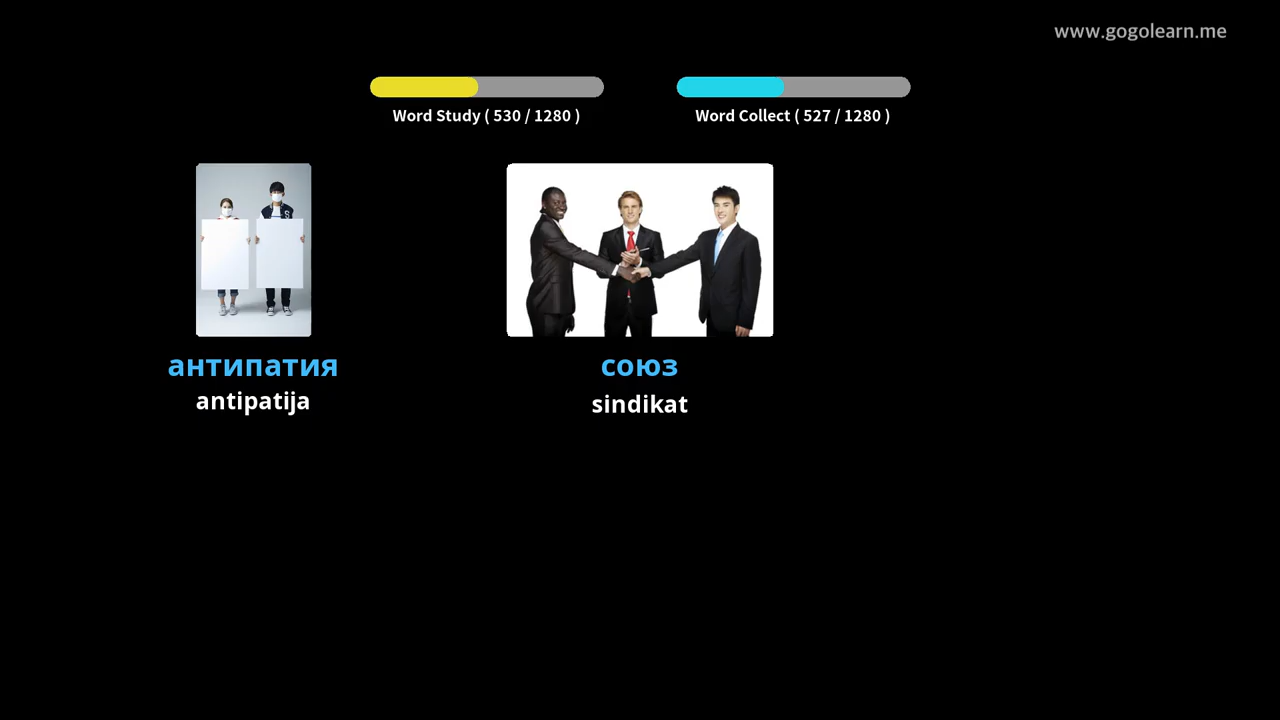 www.gogolearn.me
Word Study ( 530 / 1280 )
Word Collect ( 527 / 1280 )
антипатия
antipatija
союз
sindikat